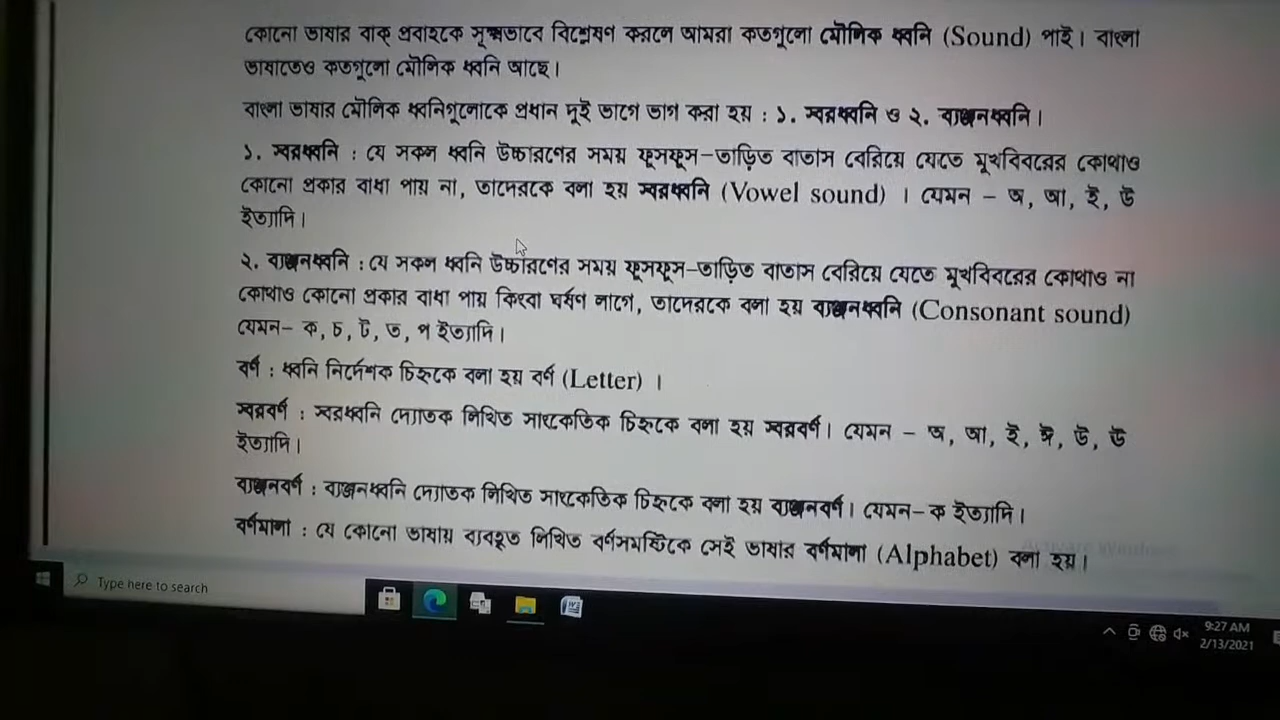 কোনো ভাষার বাক্ প্রবাহকে সূক্ষ্মভাবে বিশ্লেষণ করলে আমরা কতগুলো মৌলিক ধ্বনি (Sound) পাই। বাংলা
ভাষাতেও কতগুলো মৌলিক ধ্বনি আছে।
বাংলা ভাষার মৌলিক ধ্বনিগুলোকে প্রধান দুই ভাগে ভাগ করা হয় : ১. স্বরধ্বনি ও ২. ব্যঞ্জনধ্বনি।
১. স্বরধ্বনি : যে সকল ধ্বনি উচ্চারণের সময় ফুসফুস-তাড়িত বাতাস বেরিয়ে যেতে মুখবিবরের কোথাও
কোনো প্রকার বাধা পায় না, তাদেরকে বলা হয় স্বরধ্বনি (Vowel sound) । যেমন – অ, আ, ই, উ
ইত্যাদি।
২. ব্যঞ্জনধ্বনি : যে সকল ধ্বনি উচ্চারণের সময় ফুসফুস-তাড়িত বাতাস বেরিয়ে যেতে মুখবিবরের কোথাও না
কোথাও কোনো প্রকার বাধা পায় কিংবা ঘর্ষণ লাগে, তাদেরকে বলা হয় ব্যঞ্জনধ্বনি (Consonant sound)
যেমন– ক, চ, ট, ত, প ইত্যাদি।
বর্ণ : ধ্বনি নির্দেশক চিহ্নকে বলা হয় বর্ণ (Letter) ।
স্বরবর্ণ : স্বরধ্বনি দ্যোতক লিখিত সাংকেতিক চিহ্নকে বলা হয় স্বরবর্ণ। যেমন – অ, আ, ই, ঈ, উ, ঊ
ইত্যাদি।
ব্যঞ্জনবর্ণ : ব্যঞ্জনধ্বনি দ্যোতক লিখিত সাংকেতিক চিহ্নকে বলা হয় ব্যঞ্জনবর্ণ। যেমন–ক ইত্যাদি।
বর্ণমালা : যে কোনো ভাষায় ব্যবহৃত লিখিত বর্ণসমষ্টিকে সেই ভাষার বর্ণমালা (Alphabet) বলা হয়।
Type here to search
9:27 AM
2/13/2021